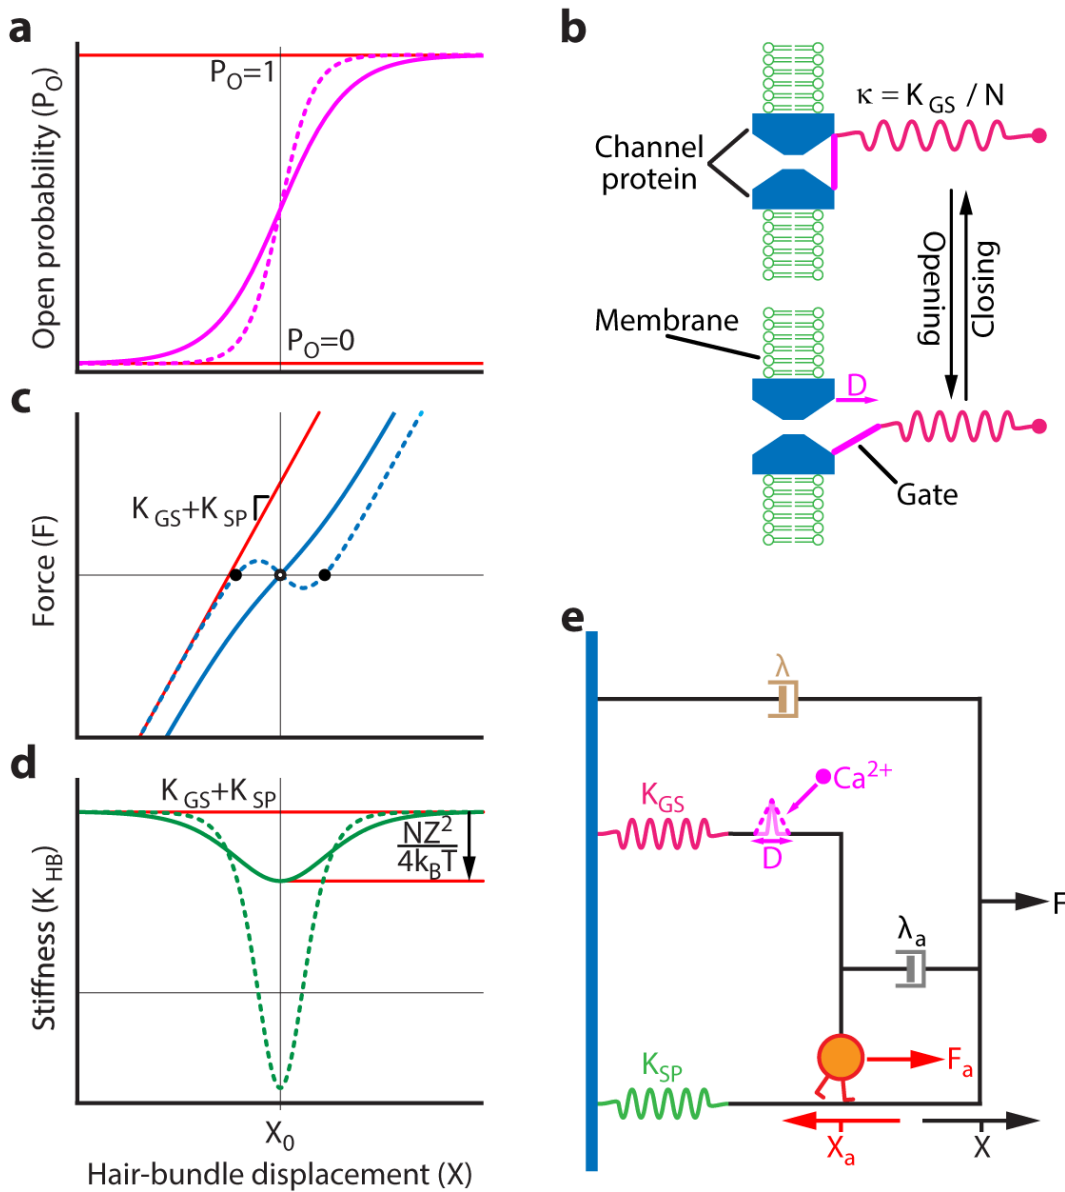 a
Open probability (P_O)
P_O=1
P_O=0
b
κ = K_GS / N
Channel
protein
Opening
Closing
Membrane
D
Gate
c
Force (F)
K_GS+K_SP
d
Stiffness (K_HB)
K_GS+K_SP
NZ²
4k_BT
X_0
Hair-bundle displacement (X)
e
λ
Ca²⁺
K_GS
D
F
λ_a
K_SP
F_a
X_a
X